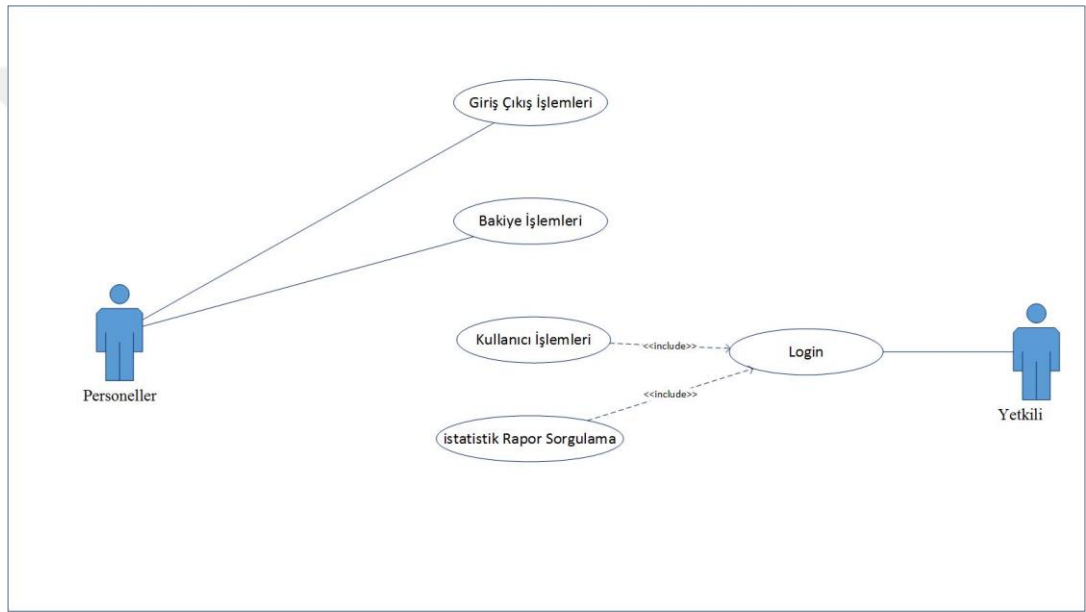 Giriş Çıkış İşlemleri
Bakiye İşlemleri
Kullanıcı İşlemleri
<<include>>
Login
<<include>>
istatistik Rapor Sorgulama
Personeller
Yetkili